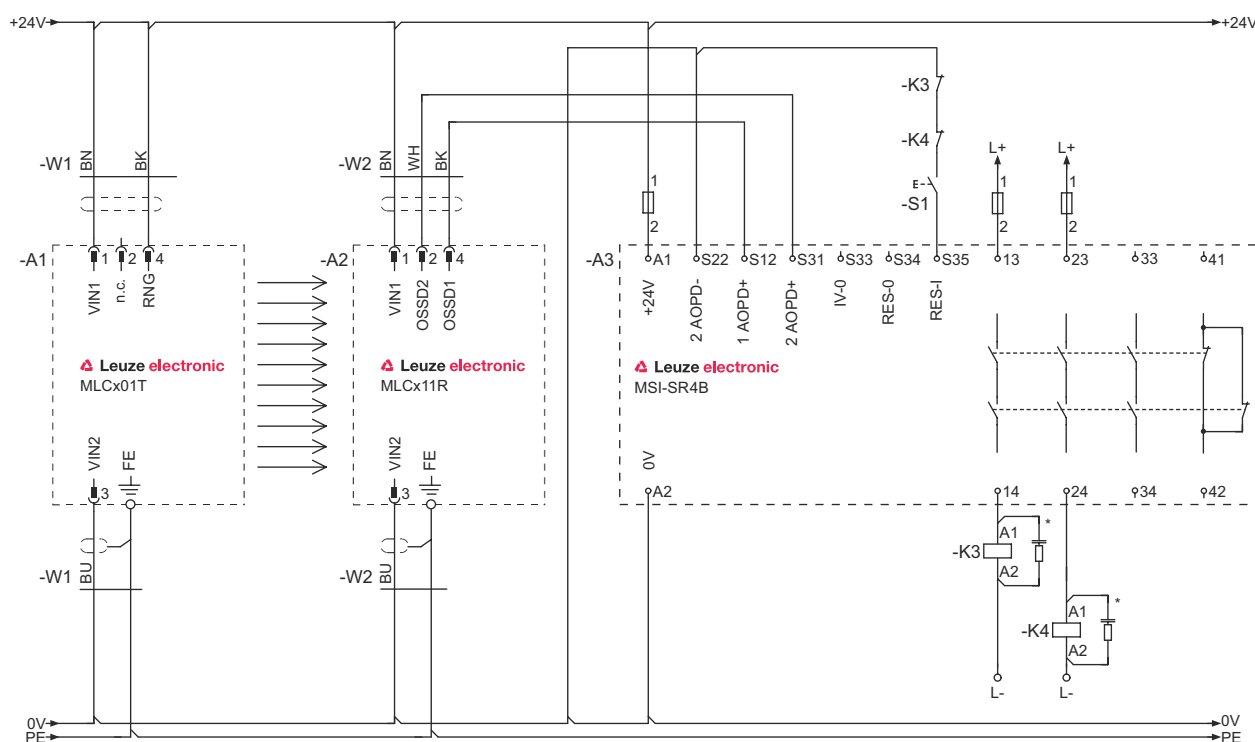 +24V
+24V
-K3
-K4
-S1
E
-W1
BN
BK
-W2
BN
WH
BK
1
2
L+
1
2
L+
1
2
-A1
1
2
4
VIN1
n.c.
RNG
Leuze electronic
MLCx01T
VIN2
FE
3
-A2
1
2
4
VIN1
OSSD2
OSSD1
Leuze electronic
MLCx11R
VIN2
FE
3
-A3
A1
S22
S12
S31
S33
S34
S35
13
23
33
41
+24V
2 AOPD-
1 AOPD+
2 AOPD+
IV-0
RES-0
RES-I
Leuze electronic
MSI-SR4B
0V
A2
14
24
34
42
-W1
BU
-W2
BU
-K3
A1
A2
*
-K4
A1
A2
*
L-
L-
0V
PE
0V
PE